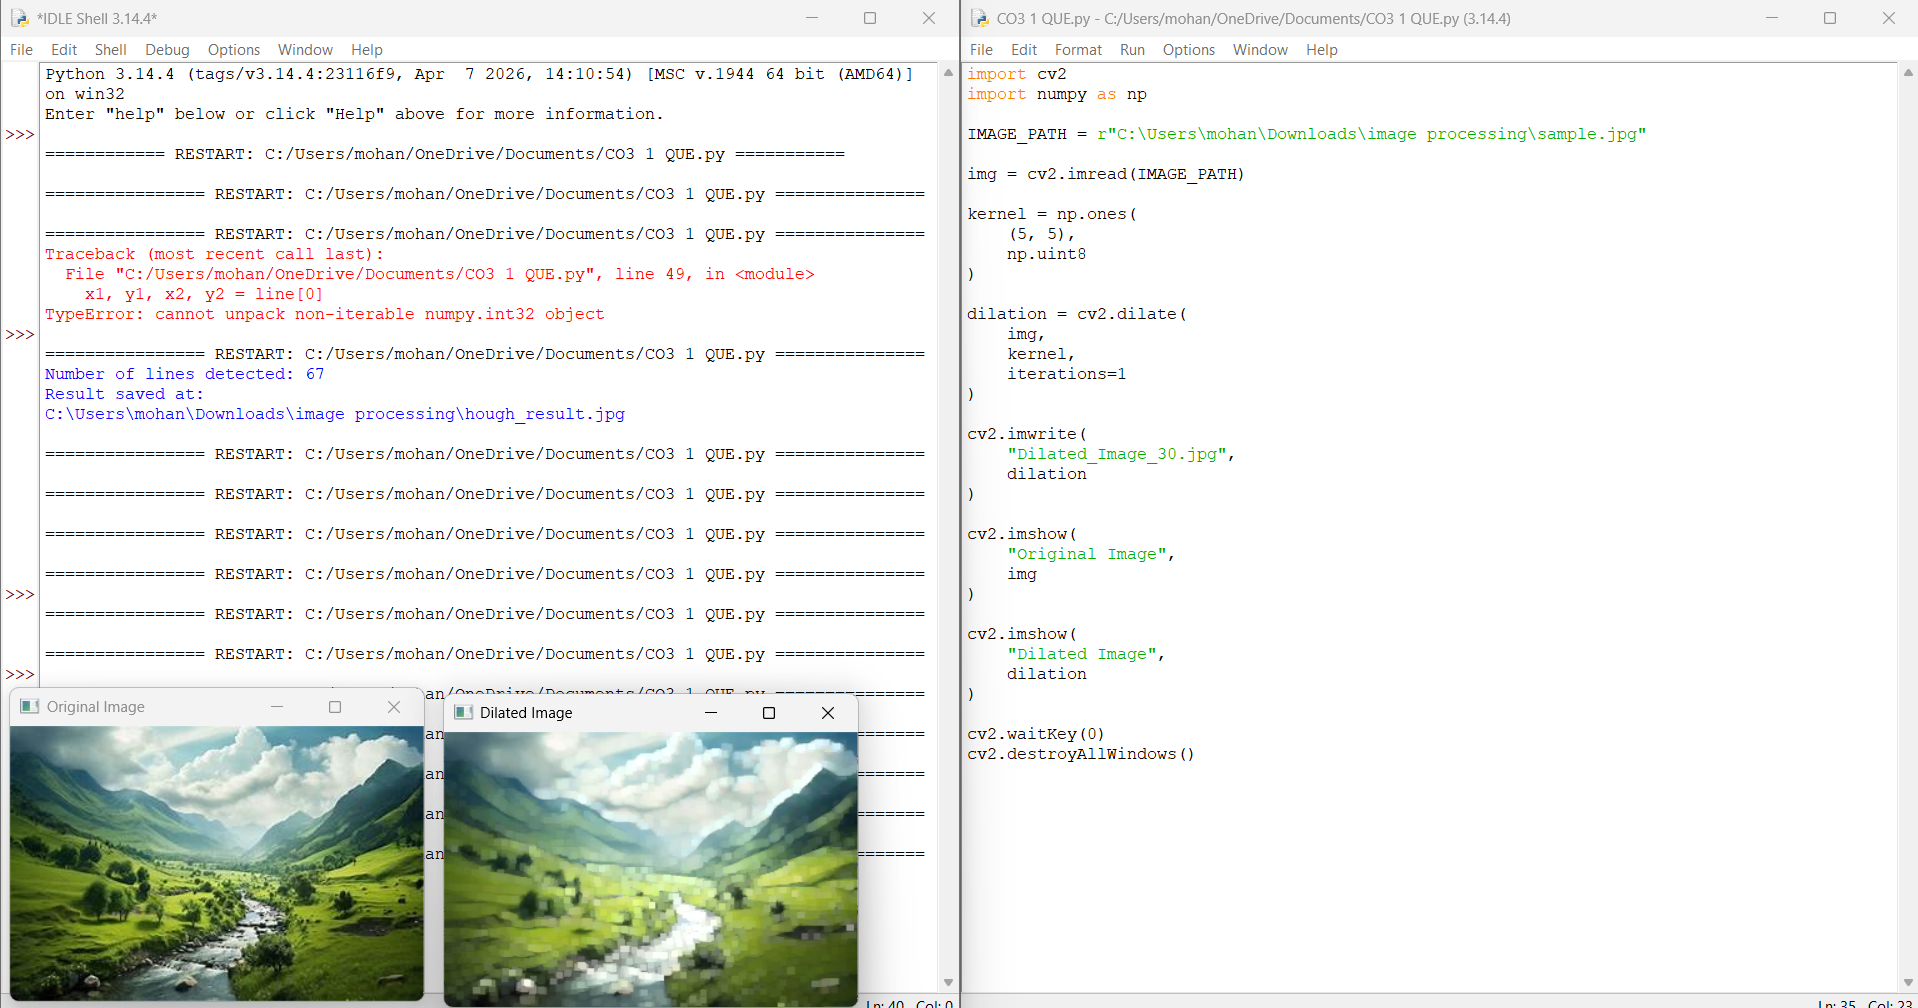 *IDLE Shell 3.14.4*
File Edit Shell Debug Options Window Help
Python 3.14.4 (tags/v3.14.4:23116f9, Apr  7 2026, 14:10:54) [MSC v.1944 64 bit (AMD64)]
on win32
Enter "help" below or click "Help" above for more information.
>>>
============ RESTART: C:/Users/mohan/OneDrive/Documents/CO3 1 QUE.py ===========
================ RESTART: C:/Users/mohan/OneDrive/Documents/CO3 1 QUE.py ===============
================ RESTART: C:/Users/mohan/OneDrive/Documents/CO3 1 QUE.py ===============
Traceback (most recent call last):
  File "C:/Users/mohan/OneDrive/Documents/CO3 1 QUE.py", line 49, in <module>
    x1, y1, x2, y2 = line[0]
TypeError: cannot unpack non-iterable numpy.int32 object
>>>
================ RESTART: C:/Users/mohan/OneDrive/Documents/CO3 1 QUE.py ===============
Number of lines detected: 67
Result saved at:
C:\Users\mohan\Downloads\image processing\hough_result.jpg
================ RESTART: C:/Users/mohan/OneDrive/Documents/CO3 1 QUE.py ===============
================ RESTART: C:/Users/mohan/OneDrive/Documents/CO3 1 QUE.py ===============
================ RESTART: C:/Users/mohan/OneDrive/Documents/CO3 1 QUE.py ===============
================ RESTART: C:/Users/mohan/OneDrive/Documents/CO3 1 QUE.py ===============
>>>
================ RESTART: C:/Users/mohan/OneDrive/Documents/CO3 1 QUE.py ===============
================ RESTART: C:/Users/mohan/OneDrive/Documents/CO3 1 QUE.py ===============
>>>
an/OneDrive/Documents/CO3 1 QUE.py ===============
an =======
an =======
an =======
an =======
Original Image
Dilated Image
Ln: 40 Col: 0
CO3 1 QUE.py - C:/Users/mohan/OneDrive/Documents/CO3 1 QUE.py (3.14.4)
File Edit Format Run Options Window Help
import cv2
import numpy as np
IMAGE_PATH = r"C:\Users\mohan\Downloads\image processing\sample.jpg"
img = cv2.imread(IMAGE_PATH)
kernel = np.ones(
    (5, 5),
    np.uint8
)
dilation = cv2.dilate(
    img,
    kernel,
    iterations=1
)
cv2.imwrite(
    "Dilated_Image_30.jpg",
    dilation
)
cv2.imshow(
    "Original Image",
    img
)
cv2.imshow(
    "Dilated Image",
    dilation
)
cv2.waitKey(0)
cv2.destroyAllWindows()
Ln: 35 Col: 23